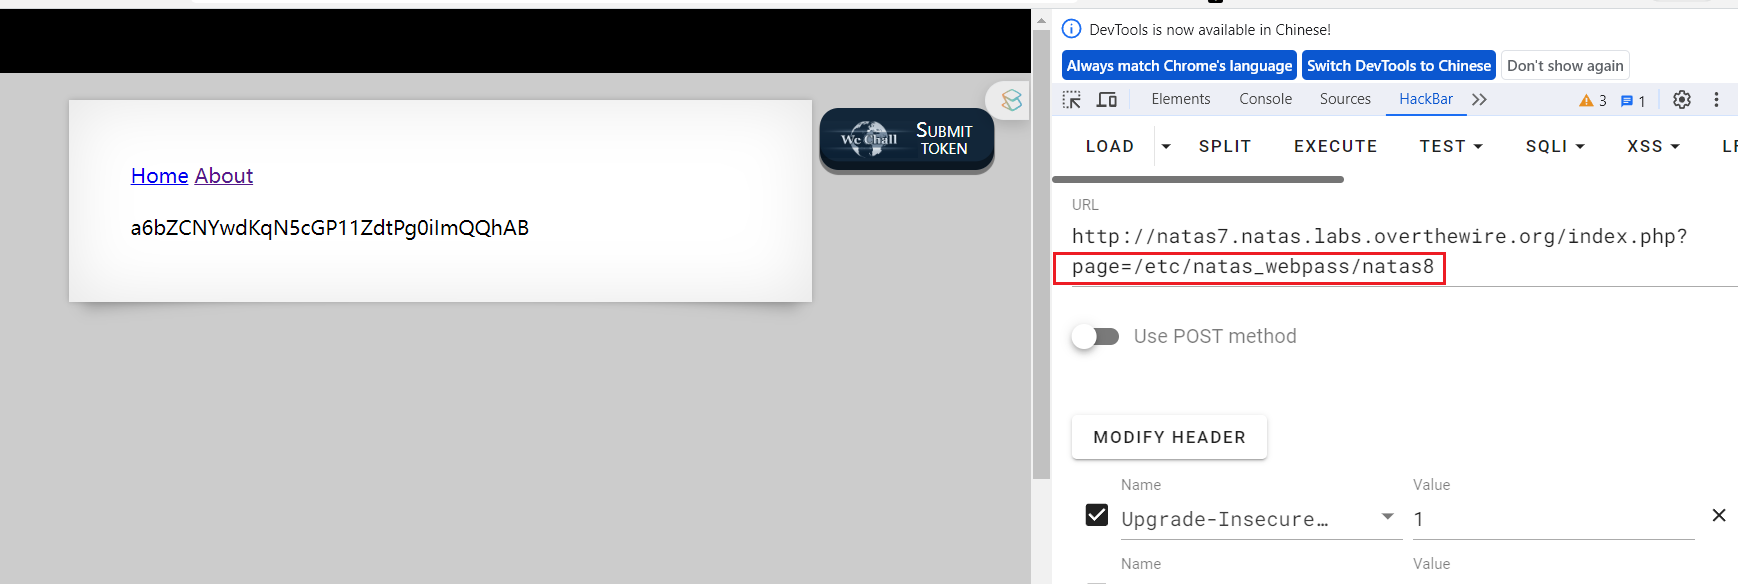 Home About
a6bZCNYwdKqN5cGP11ZdtPg0iImQQhAB
We Chall
SUBMIT
TOKEN
DevTools is now available in Chinese!
Always match Chrome's language Switch DevTools to Chinese Don't show again
Elements Console Sources HackBar 3 1
LOAD SPLIT EXECUTE TEST SQLI XSS
URL
http://natas7.natas.labs.overthewire.org/index.php?
page=/etc/natas_webpass/natas8
Use POST method
MODIFY HEADER
Name Value
Upgrade-Insecure… 1
Name Value